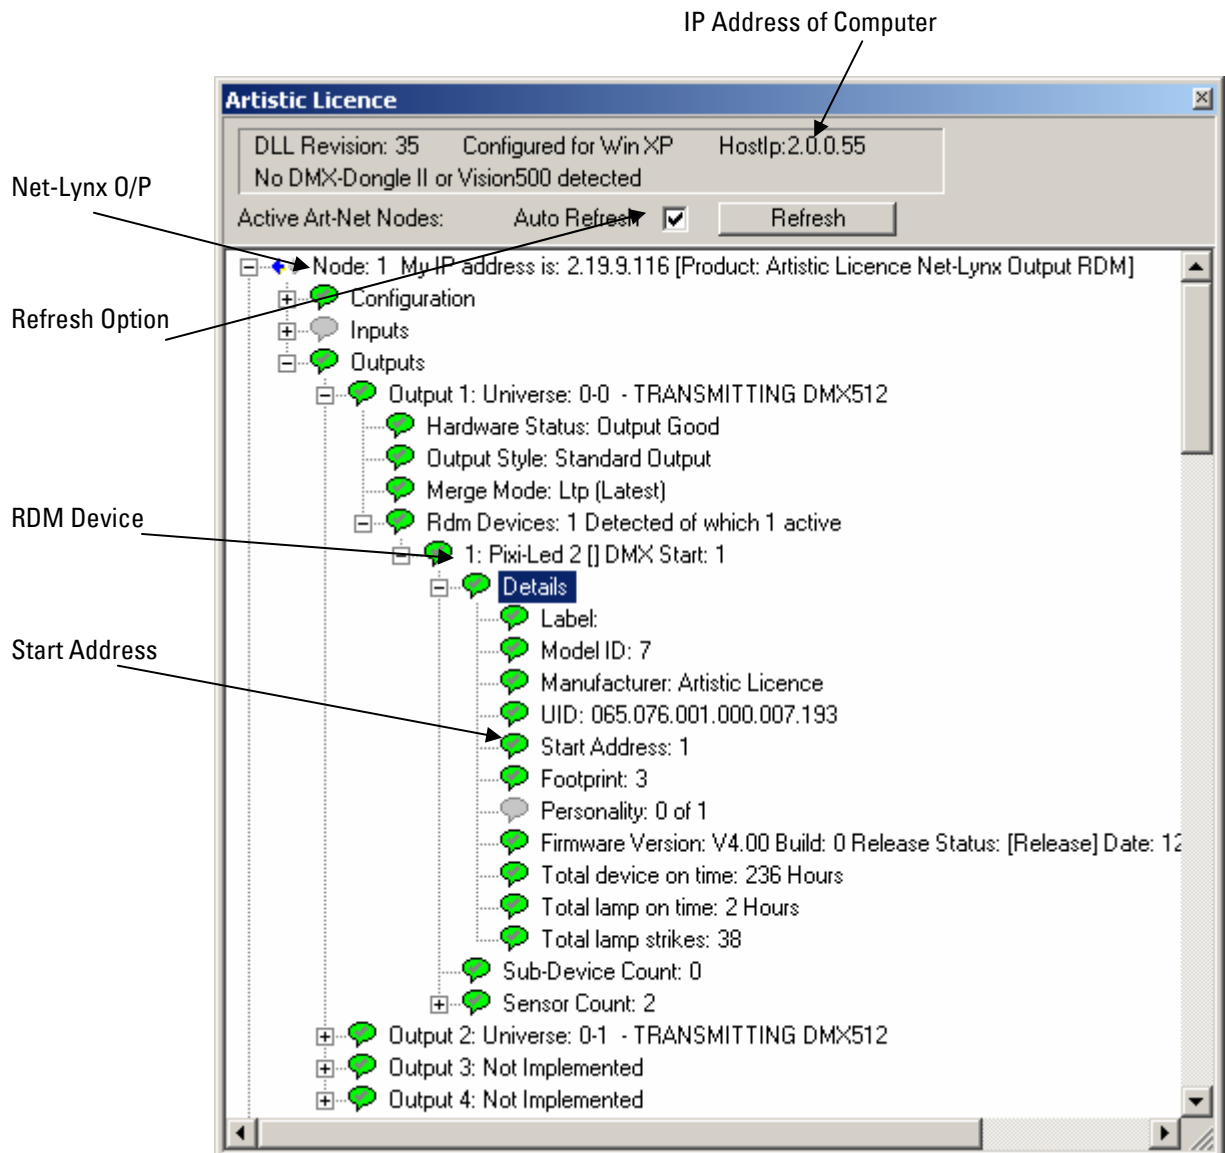 IP Address of Computer
Artistic Licence
DLL Revision: 35 Configured for Win XP HostIp:2.0.0.55
No DMX-Dongle II or Vision500 detected
Net-Lynx O/P
Active Art-Net Nodes: Auto Refresh Refresh
Node: 1 My IP address is: 2.19.9.116 [Product: Artistic Licence Net-Lynx Output RDM]
Configuration
Refresh Option
Inputs
Outputs
Output 1: Universe: 0-0 - TRANSMITTING DMX512
Hardware Status: Output Good
Output Style: Standard Output
Merge Mode: Ltp (Latest)
RDM Device
Rdm Devices: 1 Detected of which 1 active
1: Pixi-Led 2 [] DMX Start: 1
Details
Label:
Start Address
Model ID: 7
Manufacturer: Artistic Licence
UID: 065.076.001.000.007.193
Start Address: 1
Footprint: 3
Personality: 0 of 1
Firmware Version: V4.00 Build: 0 Release Status: [Release] Date: 12
Total device on time: 236 Hours
Total lamp on time: 2 Hours
Total lamp strikes: 38
Sub-Device Count: 0
Sensor Count: 2
Output 2: Universe: 0-1 - TRANSMITTING DMX512
Output 3: Not Implemented
Output 4: Not Implemented